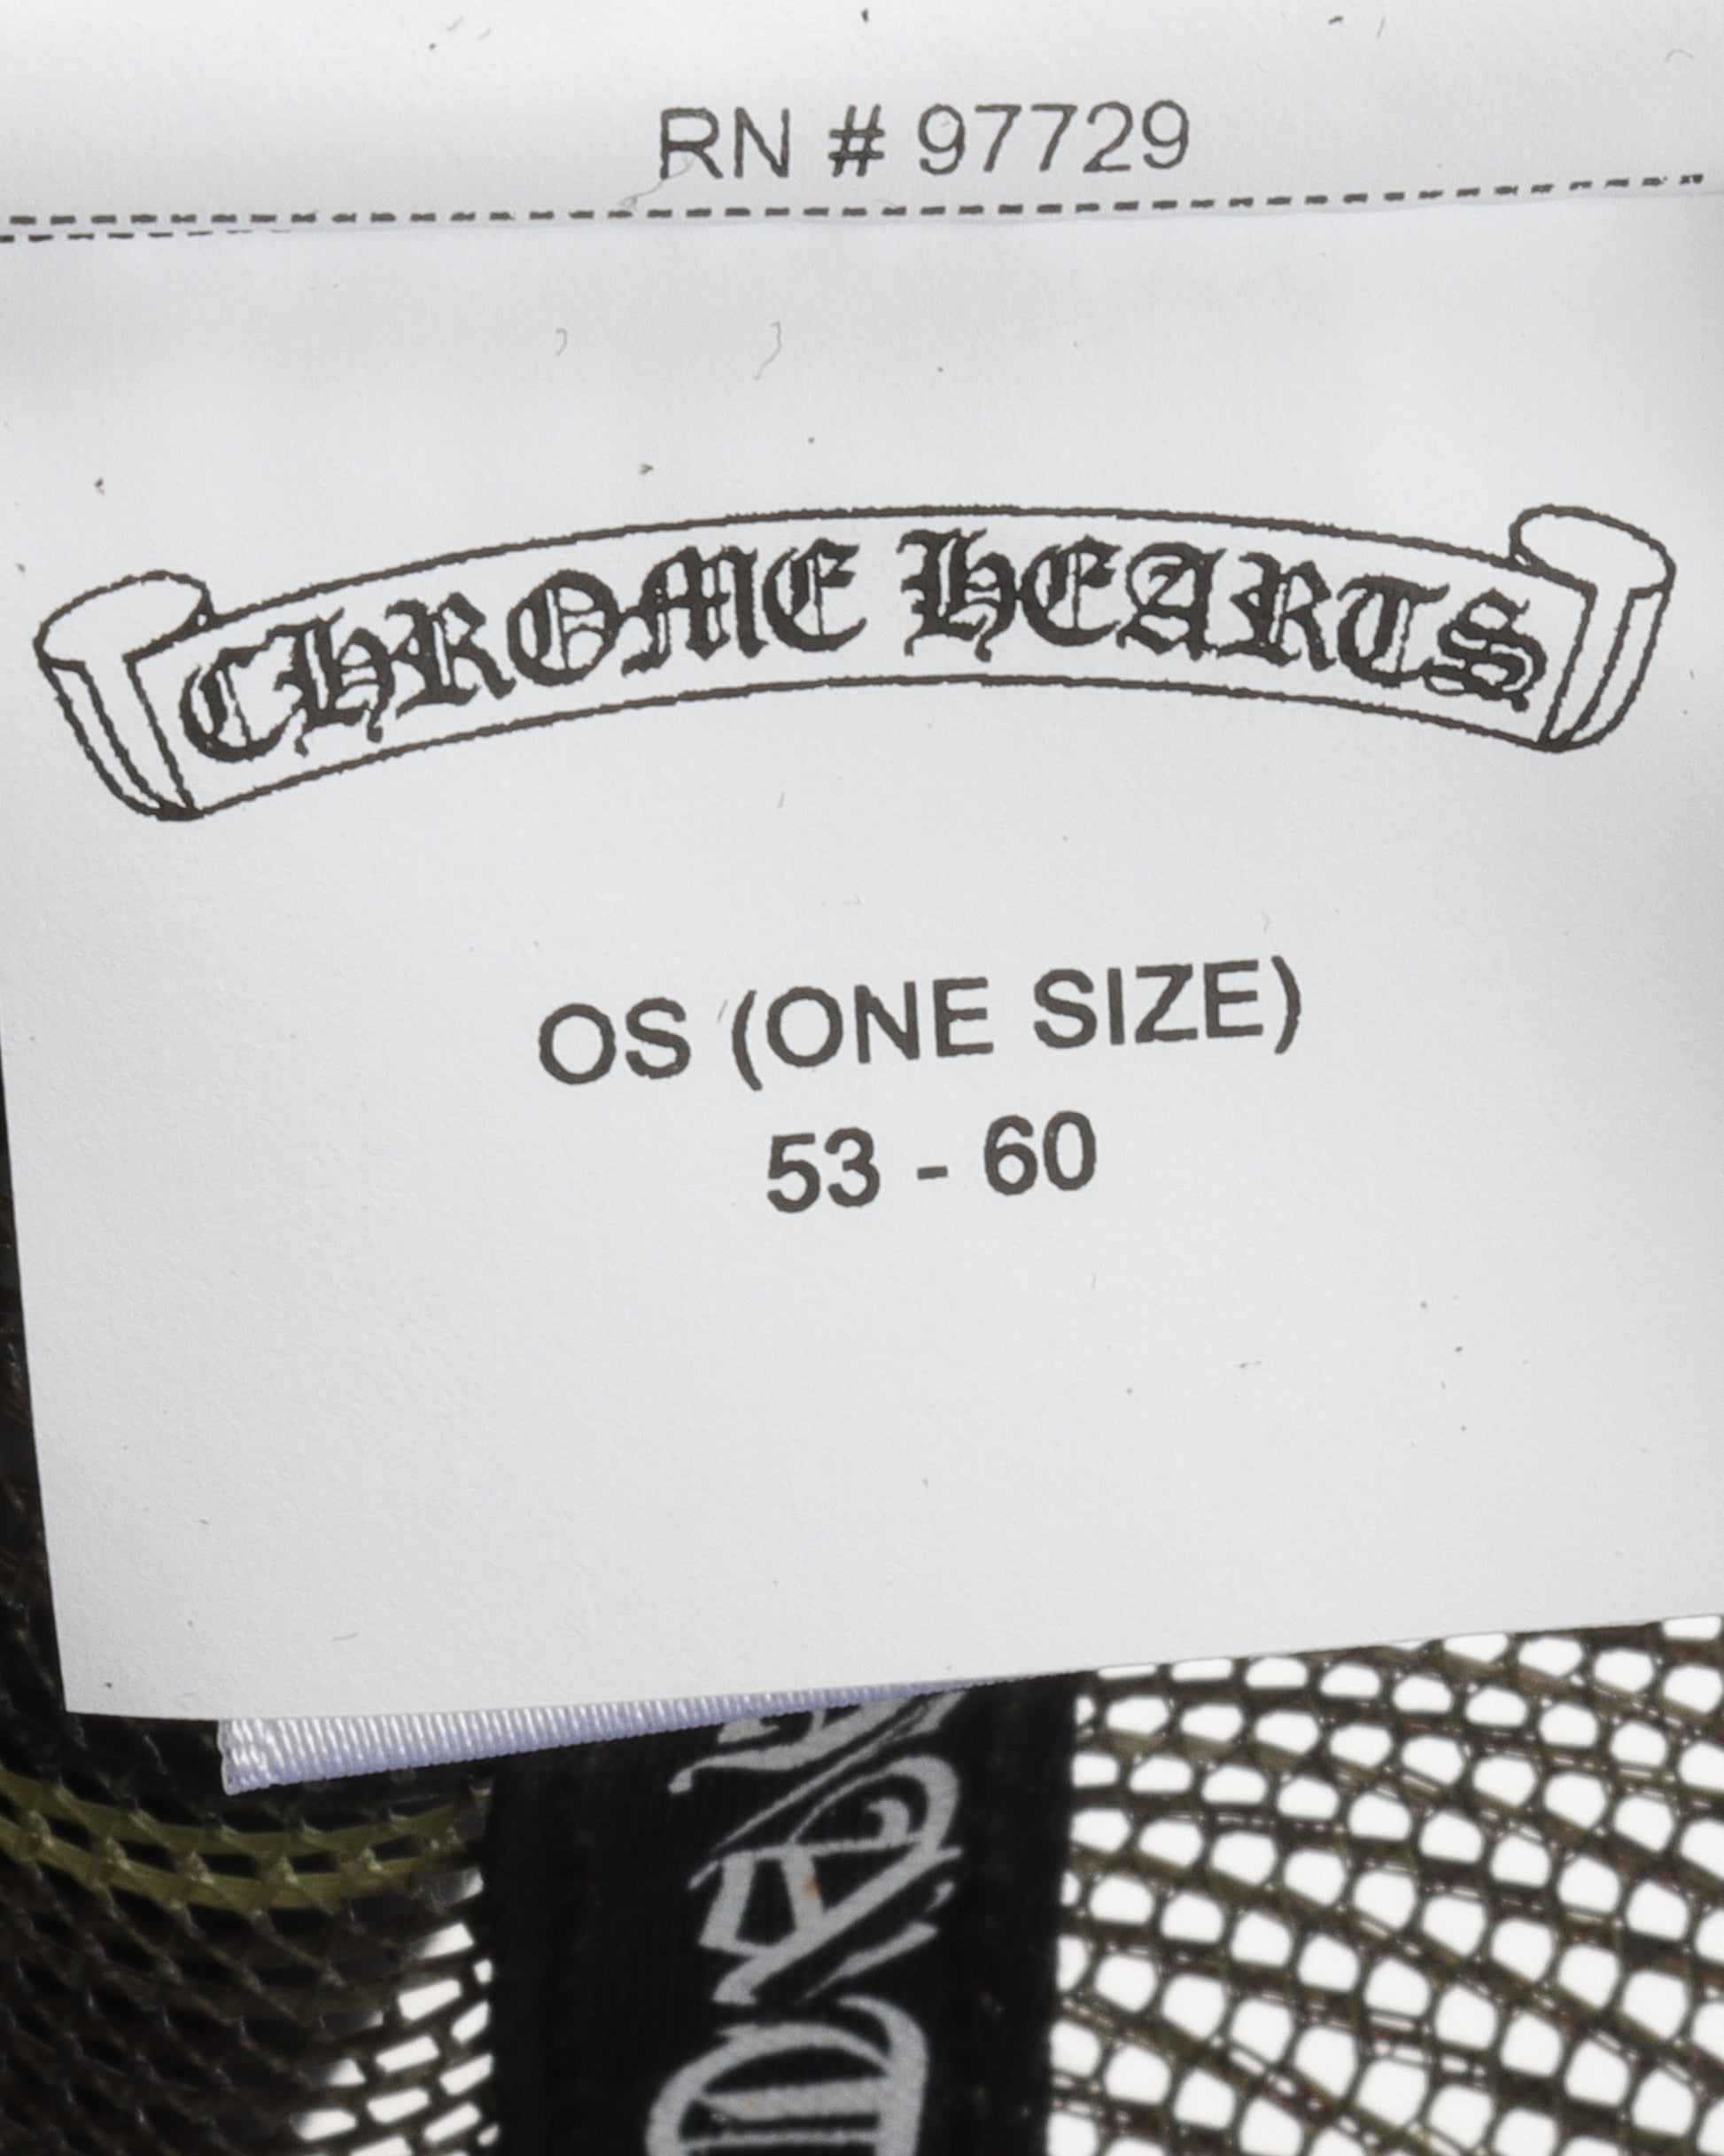 RN # 97729
CHROME HEARTS
OS (ONE SIZE)
53 - 60